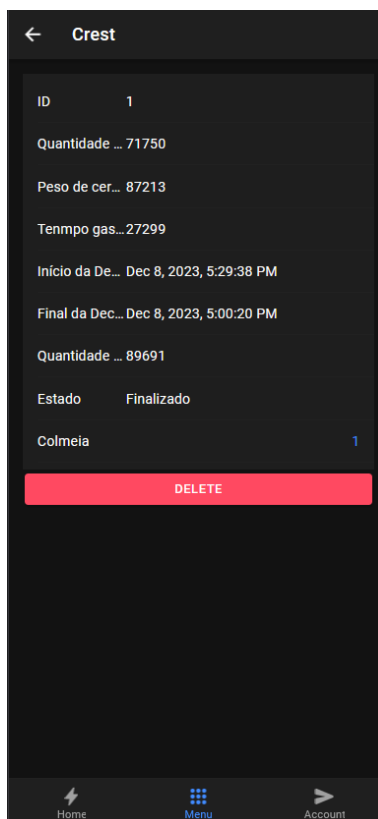 Crest
ID 1
Quantidade ... 71750
Peso de cer... 87213
Tenmpo gas... 27299
Início da De... Dec 8, 2023, 5:29:38 PM
Final da Dec... Dec 8, 2023, 5:00:20 PM
Quantidade ... 89691
Estado Finalizado
Colmeia 1
DELETE
Home Menu Account